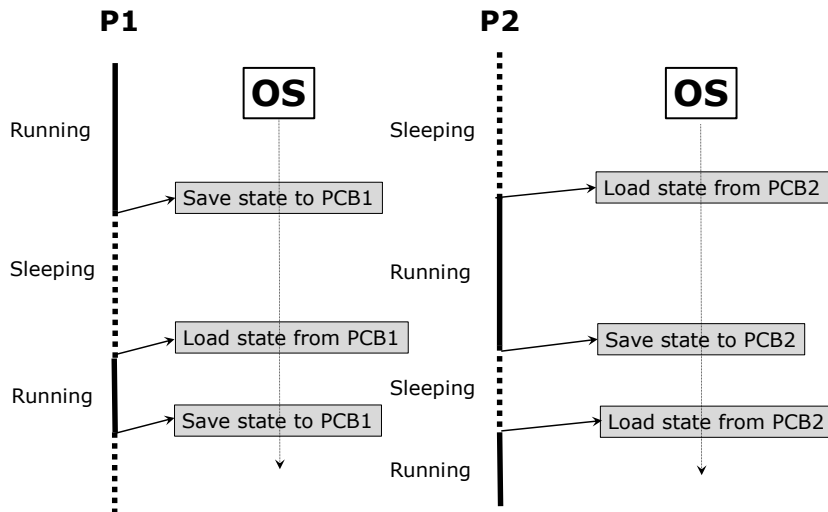 P1
OS
Running
Save state to PCB1
Sleeping
Load state from PCB1
Running
Save state to PCB1
P2
OS
Sleeping
Load state from PCB2
Running
Save state to PCB2
Sleeping
Load state from PCB2
Running